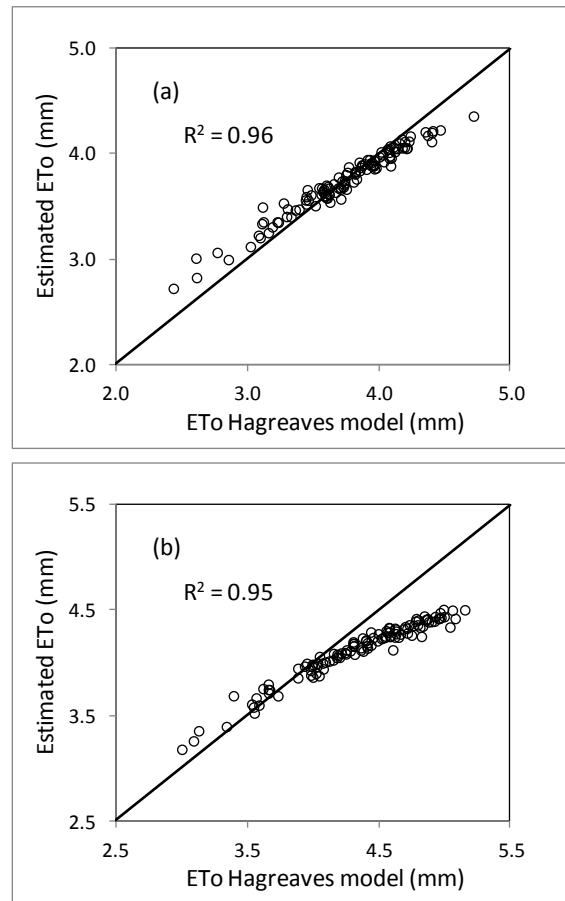 5.0
(a)
R² = 0.96
4.0
3.0
2.0
2.0 3.0 4.0 5.0
Estimated ETo (mm)
ETo Hagreaves model (mm)
5.5
(b)
R² = 0.95
4.5
3.5
2.5
2.5 3.5 4.5 5.5
Estimated ETo (mm)
ETo Hagreaves model (mm)